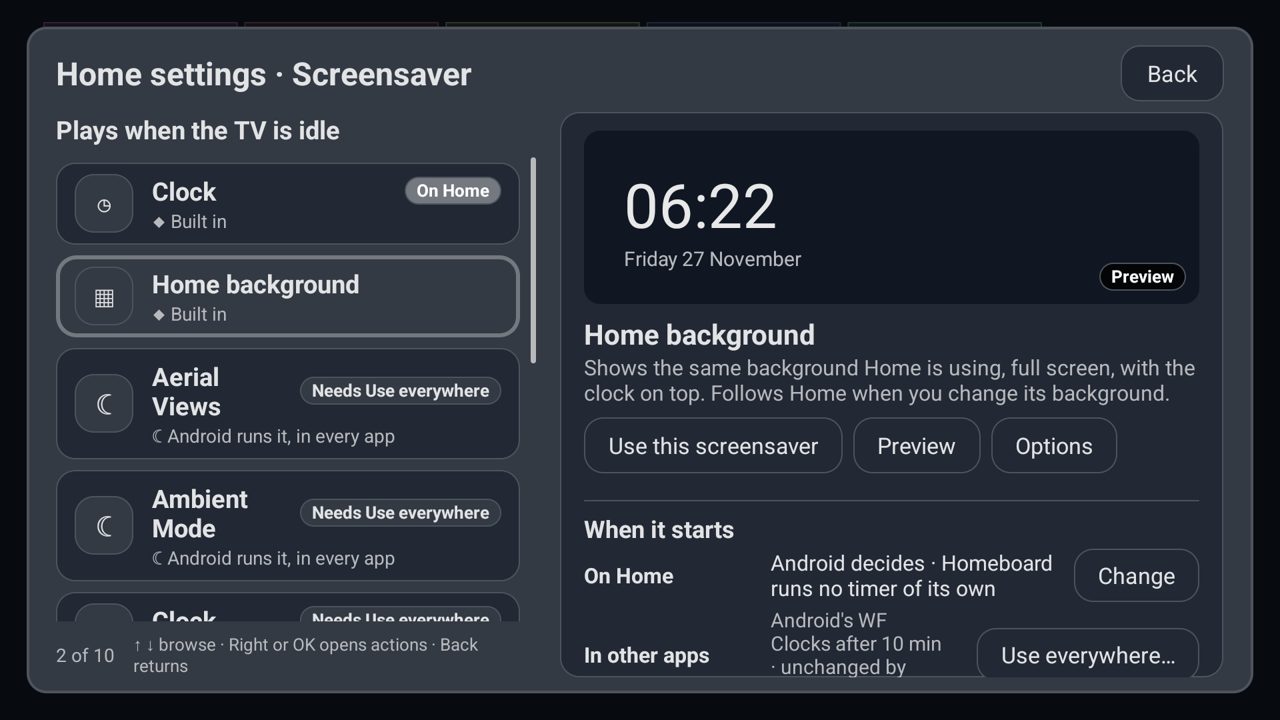 Home settings · Screensaver
Back
Plays when the TV is idle
Clock
On Home
◆ Built in
Home background
◆ Built in
Aerial
Views
Needs Use everywhere
☾ Android runs it, in every app
Ambient
Mode
Needs Use everywhere
☾ Android runs it, in every app
Clock
Needs Use everywhere
2 of 10
↑ ↓ browse · Right or OK opens actions · Back
returns
06:22
Friday 27 November
Preview
Home background
Shows the same background Home is using, full screen, with the
clock on top. Follows Home when you change its background.
Use this screensaver
Preview
Options
When it starts
On Home
Android decides · Homeboard
runs no timer of its own
Change
In other apps
Android's WF
Clocks after 10 min
· unchanged by
Use everywhere…